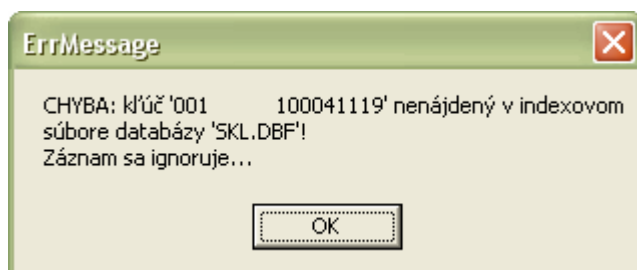 ErrMessage
CHYBA: kľúč '001         100041119' nenájdený v indexovom
súbore databázy 'SKL.DBF'!
Záznam sa ignoruje...
OK